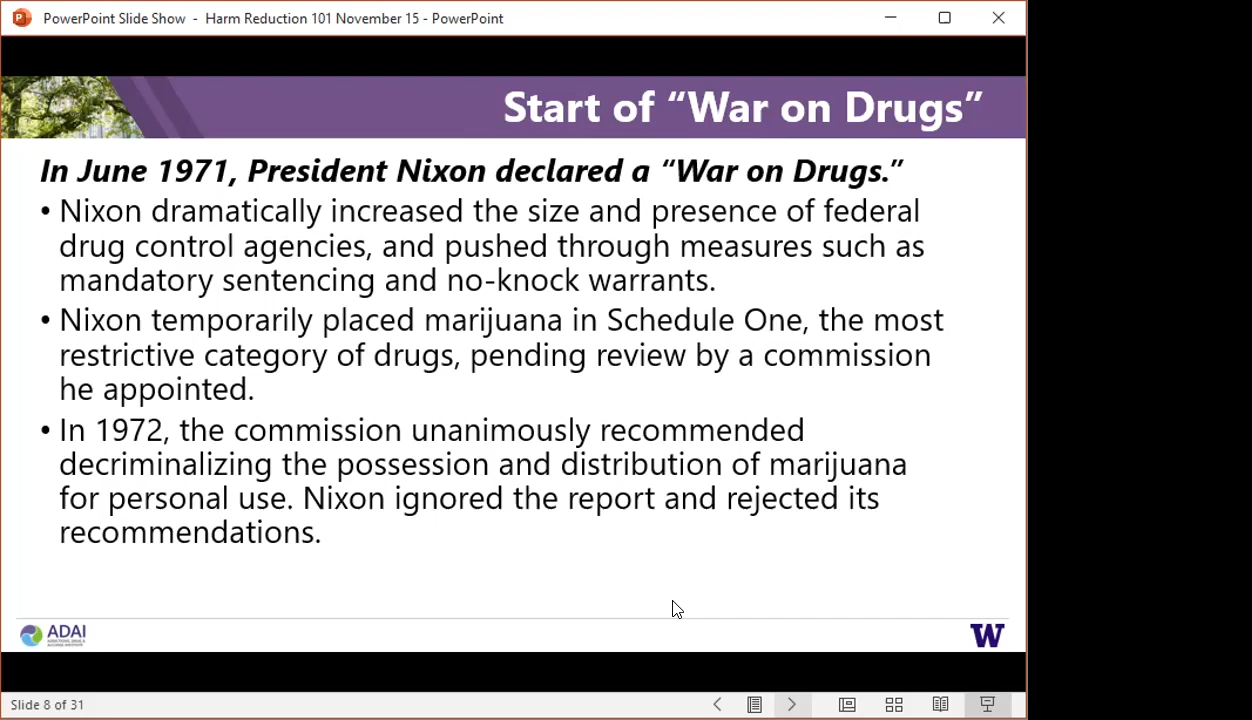 PowerPoint Slide Show - Harm Reduction 101 November 15 - PowerPoint
Start of “War on Drugs”
In June 1971, President Nixon declared a “War on Drugs.”
• Nixon dramatically increased the size and presence of federal
drug control agencies, and pushed through measures such as
mandatory sentencing and no-knock warrants.
• Nixon temporarily placed marijuana in Schedule One, the most
restrictive category of drugs, pending review by a commission
he appointed.
• In 1972, the commission unanimously recommended
decriminalizing the possession and distribution of marijuana
for personal use. Nixon ignored the report and rejected its
recommendations.
ADAI
W
Slide 8 of 31